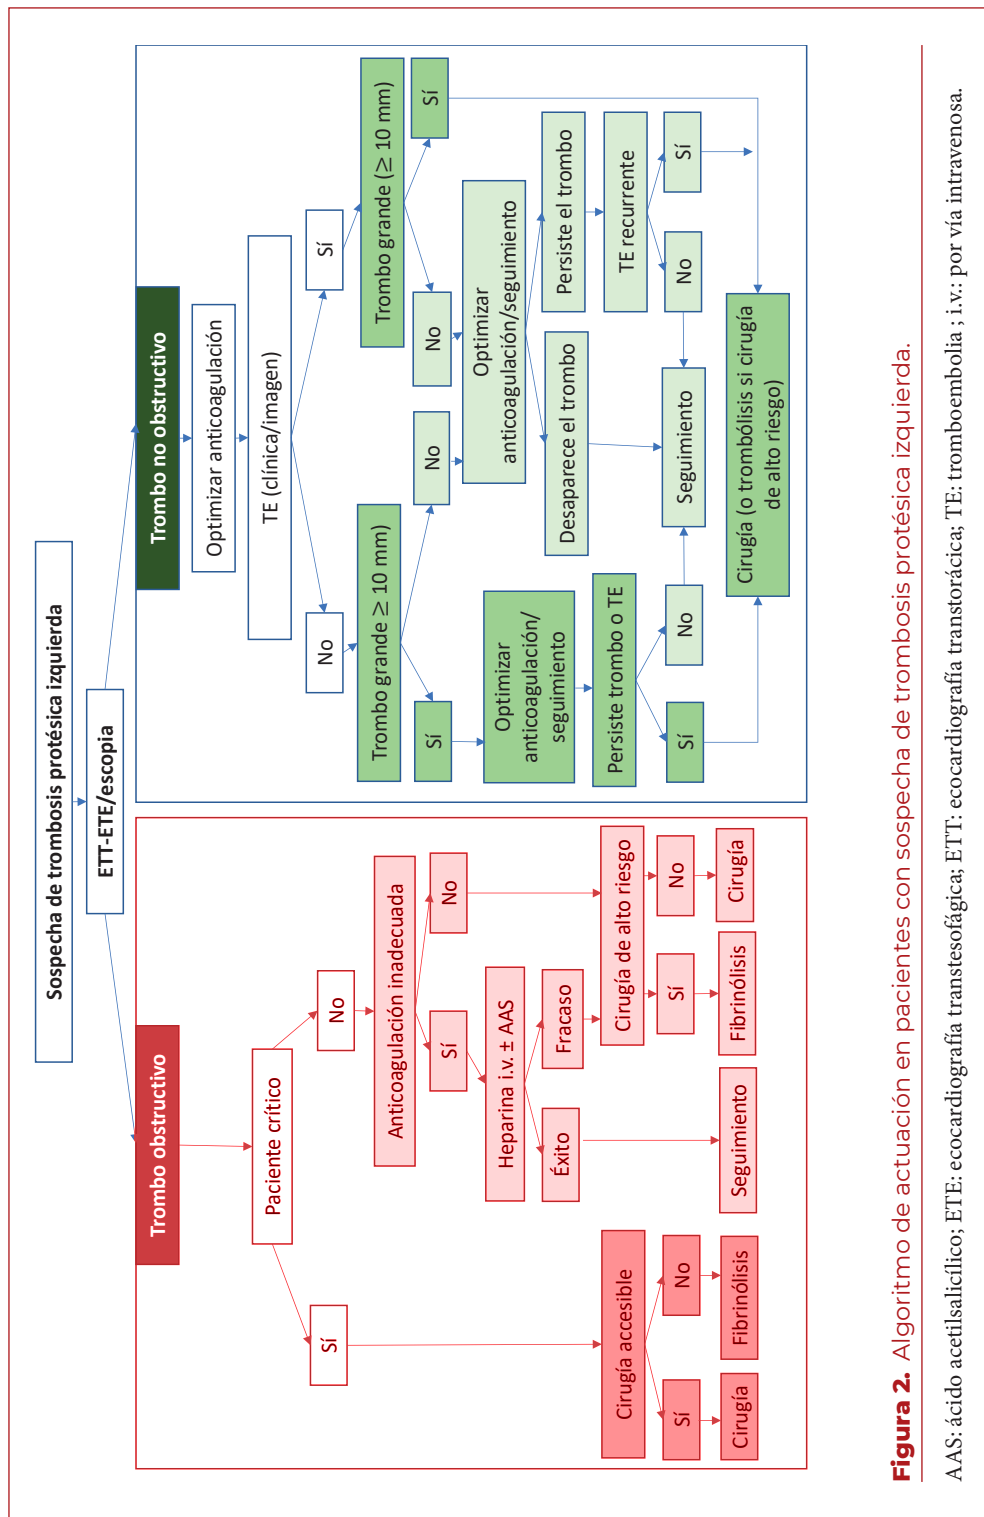 Sospecha de trombosis protésica izquierda
ETT-ETE/escopia
Trombo obstructivo
Paciente crítico
Sí
No
Cirugía accesible
Sí
No
Cirugía
Fibrinólisis
Anticoagulación inadecuada
Sí
No
Heparina i.v. ± AAS
Éxito
Fracaso
Seguimiento
Cirugía de alto riesgo
Sí
No
Fibrinólisis
Cirugía
Trombo no obstructivo
Optimizar anticoagulación
TE (clínica/imagen)
No
Sí
Trombo grande ≥ 10 mm)
Sí
No
Optimizar
anticoagulación/
seguimiento
Persiste trombo o TE
Sí
No
Trombo grande (≥ 10 mm)
No
Sí
Optimizar
anticoagulación/seguimiento
Desaparece el trombo
Persiste el trombo
TE recurrente
No
Sí
Seguimiento
Cirugía (o trombólisis si cirugía
de alto riesgo)
Figura 2. Algoritmo de actuación en pacientes con sospecha de trombosis protésica izquierda.
AAS: ácido acetilsalicílico; ETE: ecocardiografía transtesofágica; ETT: ecocardiografía transtorácica; TE: tromboembolia ; i.v.: por vía intravenosa.